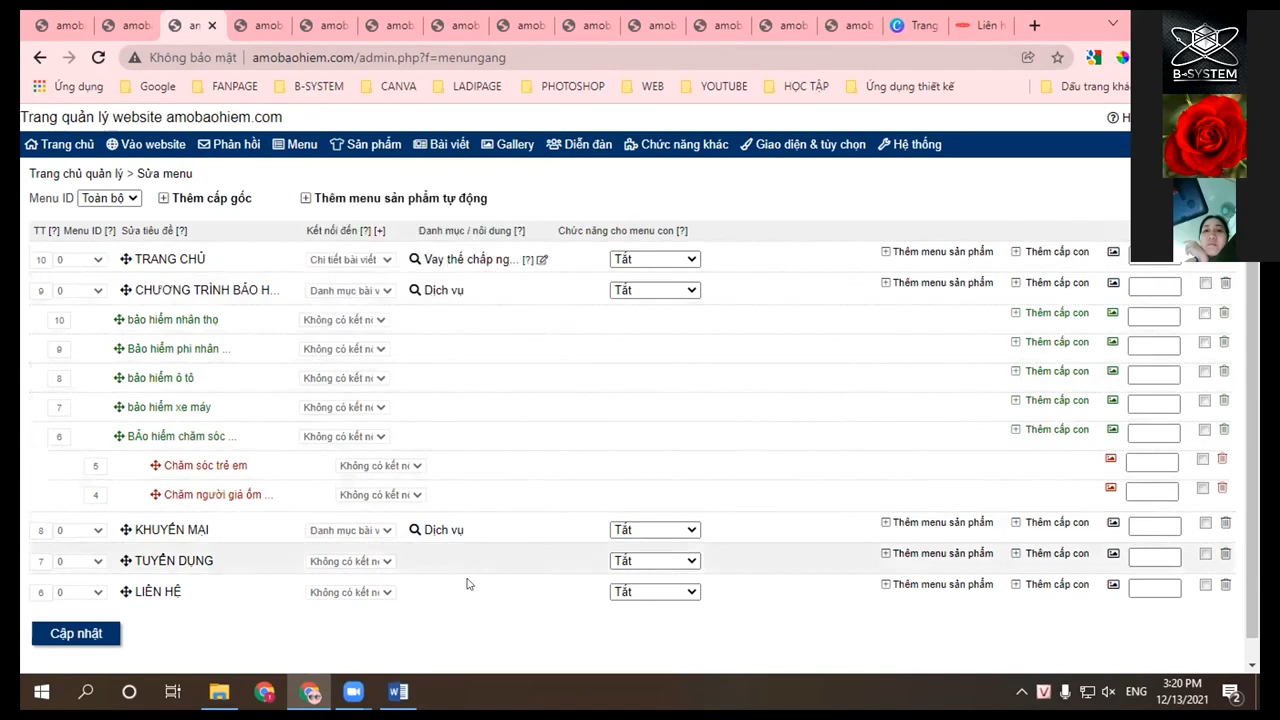 amob amob am amob amob amob amob amob amob amob amob amob amob Trang Liên h
Không bảo mật amobaohiem.com/admin.php?f=menungang
Ứng dụng Google FANPAGE B-SYSTEM CANVA LADIPAGE PHOTOSHOP WEB YOUTUBE HỌC TẬP Ứng dụng thiết kế Dấu trang khá
B-SYSTEM
Trang quản lý website amobaohiem.com H
Trang chủ Vào website Phản hồi Menu Sản phẩm Bài viết Gallery Diễn đàn Chức năng khác Giao diện & tùy chọn Hệ thống
Trang chủ quản lý > Sửa menu
Menu ID Toàn bộ Thêm cấp gốc Thêm menu sản phẩm tự động
TT [?] Menu ID [?] Sửa tiêu đề [?] Kết nối đến [?] [+] Danh mục / nội dung [?] Chức năng cho menu con [?]
10 0 TRANG CHỦ Chi tiết bài viết Vay thế chấp ng... [?] Tắt Thêm menu sản phẩm Thêm cấp con
9 0 CHƯƠNG TRÌNH BẢO H... Danh mục bài v Dịch vụ Tắt Thêm menu sản phẩm Thêm cấp con
10 bảo hiểm nhân thọ Không có kết nố Thêm cấp con
9 Bảo hiểm phi nhân ... Không có kết nố Thêm cấp con
8 bảo hiểm ô tô Không có kết nố Thêm cấp con
7 bảo hiểm xe máy Không có kết nố Thêm cấp con
6 BẢo hiểm chăm sóc ... Không có kết nố Thêm cấp con
5 Chăm sóc trẻ em Không có kết nố
4 Chăm người già ốm ... Không có kết nố
8 0 KHUYẾN MẠI Danh mục bài v Dịch vụ Tắt Thêm menu sản phẩm Thêm cấp con
7 0 TUYỂN DỤNG Không có kết nố Tắt Thêm menu sản phẩm Thêm cấp con
6 0 LIÊN HỆ Không có kết nố Tắt Thêm menu sản phẩm Thêm cấp con
Cập nhật
ENG 3:20 PM
12/13/2021 2